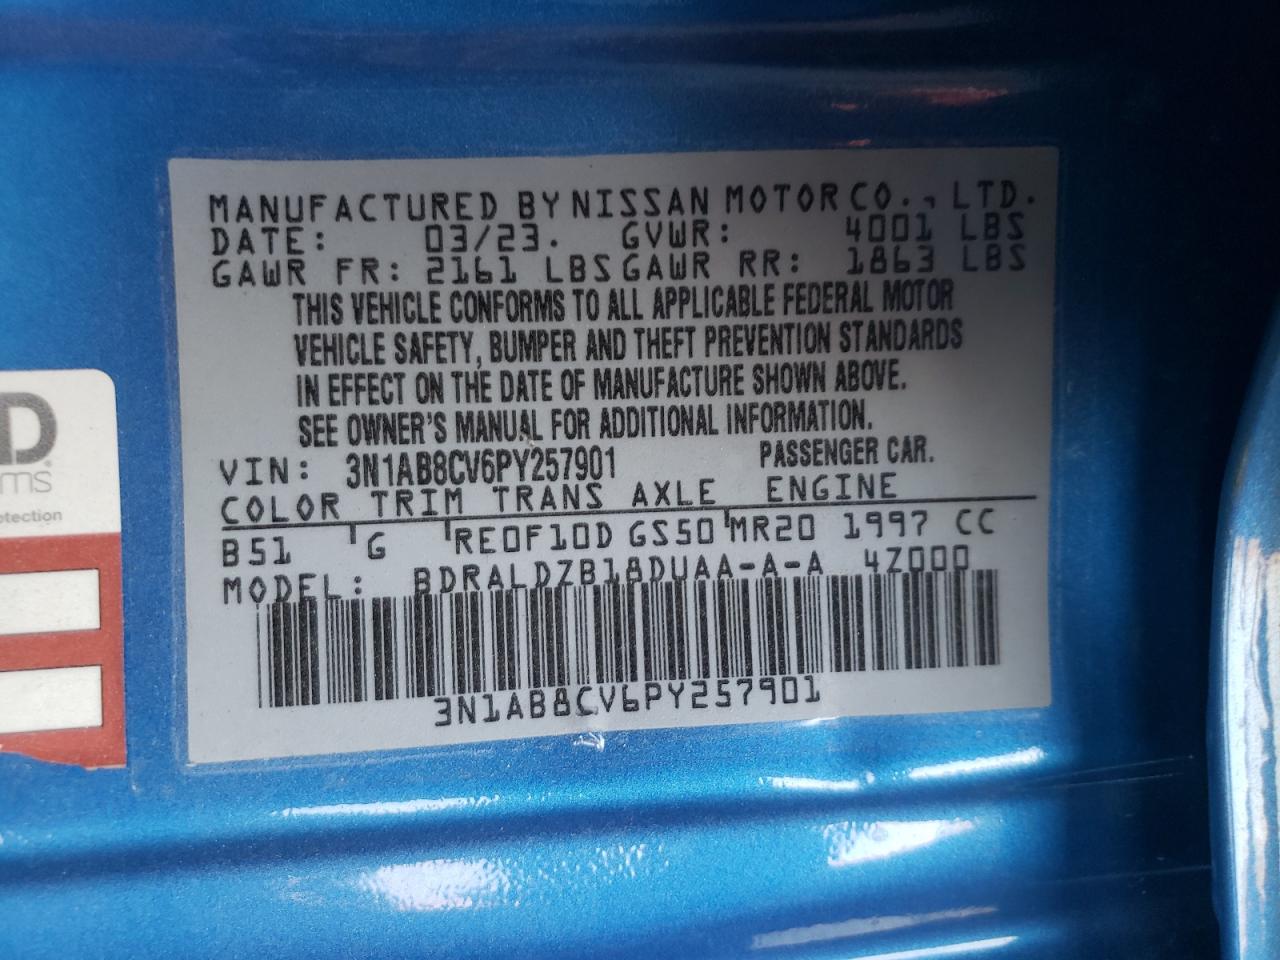 MANUFACTURED BY NISSAN MOTOR CO., LTD.
DATE: 03/23. GVWR: 4001 LBS
GAWR FR: 2161 LBS GAWR RR: 1863 LBS
THIS VEHICLE CONFORMS TO ALL APPLICABLE FEDERAL MOTOR
VEHICLE SAFETY, BUMPER AND THEFT PREVENTION STANDARDS
IN EFFECT ON THE DATE OF MANUFACTURE SHOWN ABOVE.
SEE OWNER'S MANUAL FOR ADDITIONAL INFORMATION.
VIN: 3N1AB8CV6PY257901 PASSENGER CAR.
COLOR TRIM TRANS AXLE ENGINE
B51 G RE0F10D GS50 MR20 1997 CC
MODEL: BDRALDZB18DUAA-A-A 4Z000
3N1AB8CV6PY257901
D
ms
otection